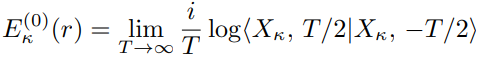 $E_{\kappa}^{(0)}(r) = \lim_{T \to \infty} \frac{i}{T} \log \langle X_{\kappa},\, T/2 | X_{\kappa},\, -T/2 \rangle$